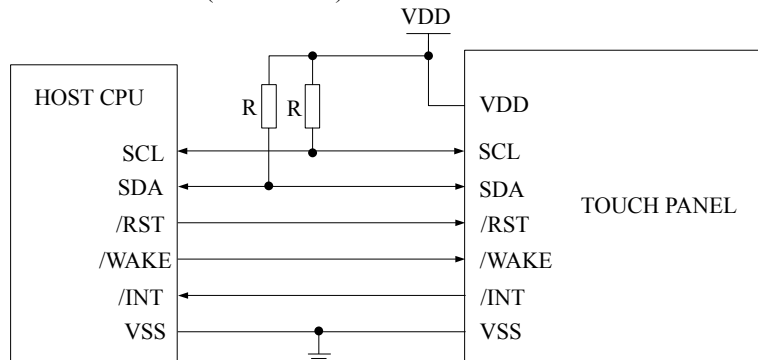 VDD
HOST CPU
R R
VDD
SCL SCL
SDA SDA
TOUCH PANEL
/RST /RST
/WAKE /WAKE
/INT /INT
VSS VSS